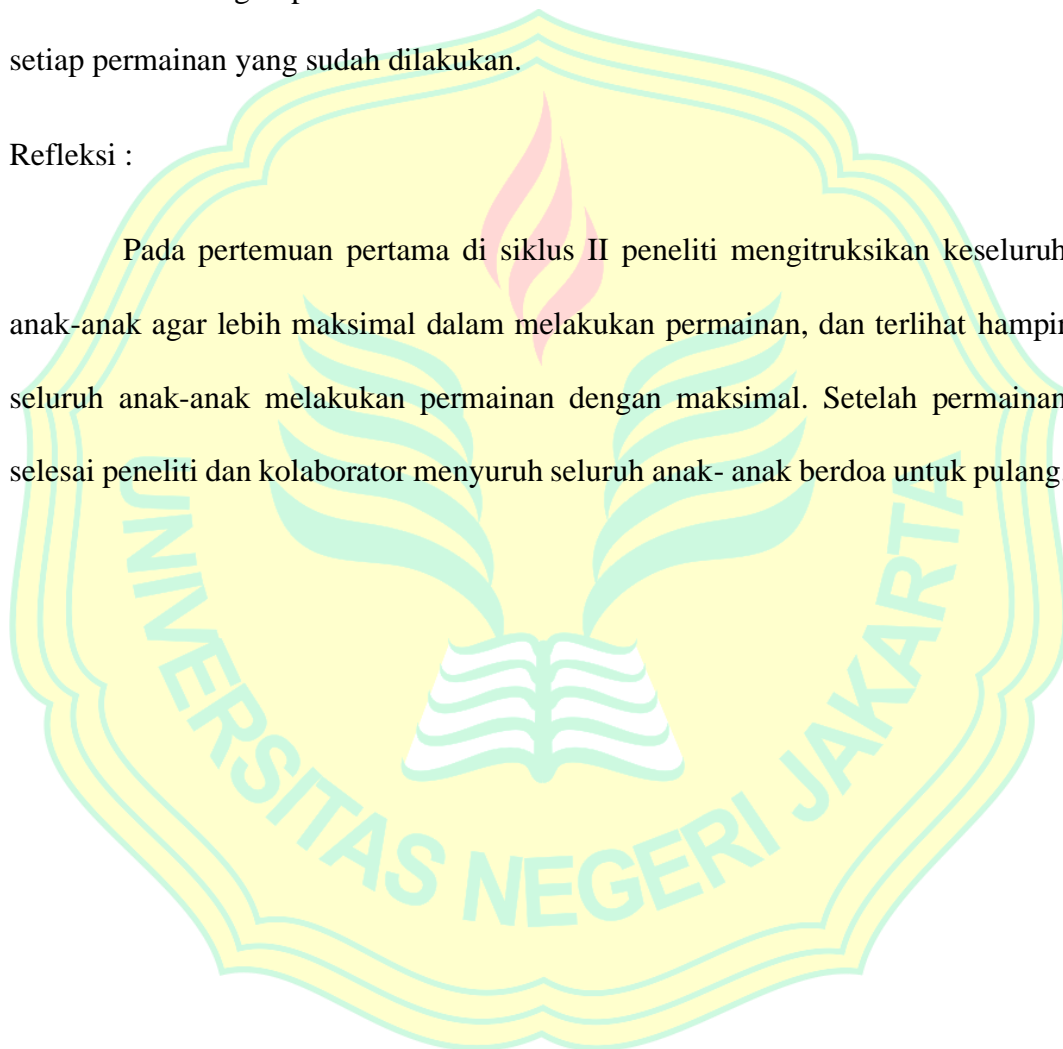 setiap permainan yang sudah dilakukan.
Refleksi :
Pada pertemuan pertama di siklus II peneliti mengitruksikan keseluruh
anak-anak agar lebih maksimal dalam melakukan permainan, dan terlihat hampir
seluruh anak-anak melakukan permainan dengan maksimal. Setelah permainan
selesai peneliti dan kolaborator menyuruh seluruh anak- anak berdoa untuk pulang
UNIVERSITAS NEGERI JAKARTA